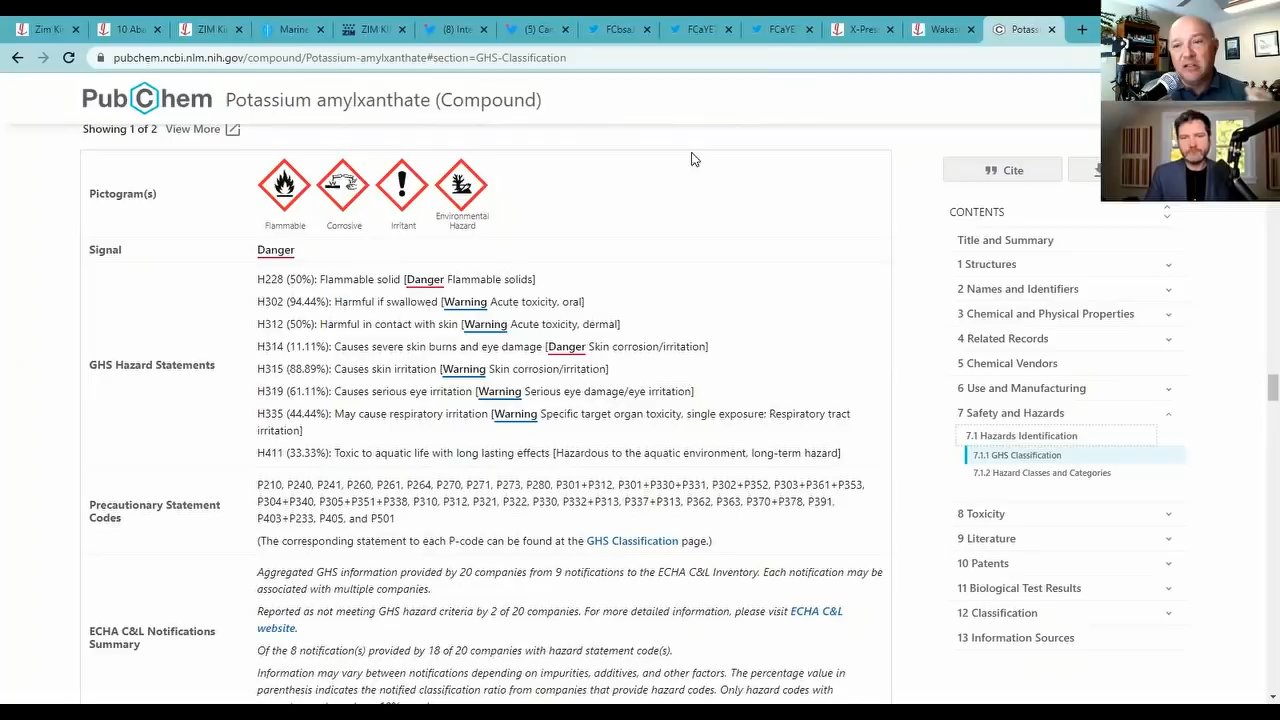 Zim Ki
10 Abo
ZIM Ki
Marine
ZIM KI
(8) Inte
(5) Ca
FCbsa
FCaYE
FCaYE
X-Pres
Wakas
Potass
pubchem.ncbi.nlm.nih.gov/compound/Potassium-amylxanthate#section=GHS-Classification
PubChem Potassium amylxanthate (Compound)
Showing 1 of 2 View More
Pictogram(s)
Flammable
Corrosive
Irritant
Environmental
Hazard
Signal
Danger
GHS Hazard Statements
H228 (50%): Flammable solid [Danger Flammable solids]
H302 (94.44%): Harmful if swallowed [Warning Acute toxicity, oral]
H312 (50%): Harmful in contact with skin [Warning Acute toxicity, dermal]
H314 (11.11%): Causes severe skin burns and eye damage [Danger Skin corrosion/irritation]
H315 (88.89%): Causes skin irritation [Warning Skin corrosion/irritation]
H319 (61.11%): Causes serious eye irritation [Warning Serious eye damage/eye irritation]
H335 (44.44%): May cause respiratory irritation [Warning Specific target organ toxicity, single exposure; Respiratory tract
irritation]
H411 (33.33%): Toxic to aquatic life with long lasting effects [Hazardous to the aquatic environment, long-term hazard]
Precautionary Statement
Codes
P210, P240, P241, P260, P261, P264, P270, P271, P273, P280, P301+P312, P301+P330+P331, P302+P352, P303+P361+P353,
P304+P340, P305+P351+P338, P310, P312, P321, P322, P330, P332+P313, P337+P313, P362, P363, P370+P378, P391,
P403+P233, P405, and P501
(The corresponding statement to each P-code can be found at the GHS Classification page.)
ECHA C&L Notifications
Summary
Aggregated GHS information provided by 20 companies from 9 notifications to the ECHA C&L Inventory. Each notification may be
associated with multiple companies.
Reported as not meeting GHS hazard criteria by 2 of 20 companies. For more detailed information, please visit ECHA C&L
website.
Of the 8 notification(s) provided by 18 of 20 companies with hazard statement code(s).
Information may vary between notifications depending on impurities, additives, and other factors. The percentage value in
parenthesis indicates the notified classification ratio from companies that provide hazard codes. Only hazard codes with
Cite
CONTENTS
Title and Summary
1 Structures
2 Names and Identifiers
3 Chemical and Physical Properties
4 Related Records
5 Chemical Vendors
6 Use and Manufacturing
7 Safety and Hazards
7.1 Hazards Identification
7.1.1 GHS Classification
7.1.2 Hazard Classes and Categories
8 Toxicity
9 Literature
10 Patents
11 Biological Test Results
12 Classification
13 Information Sources